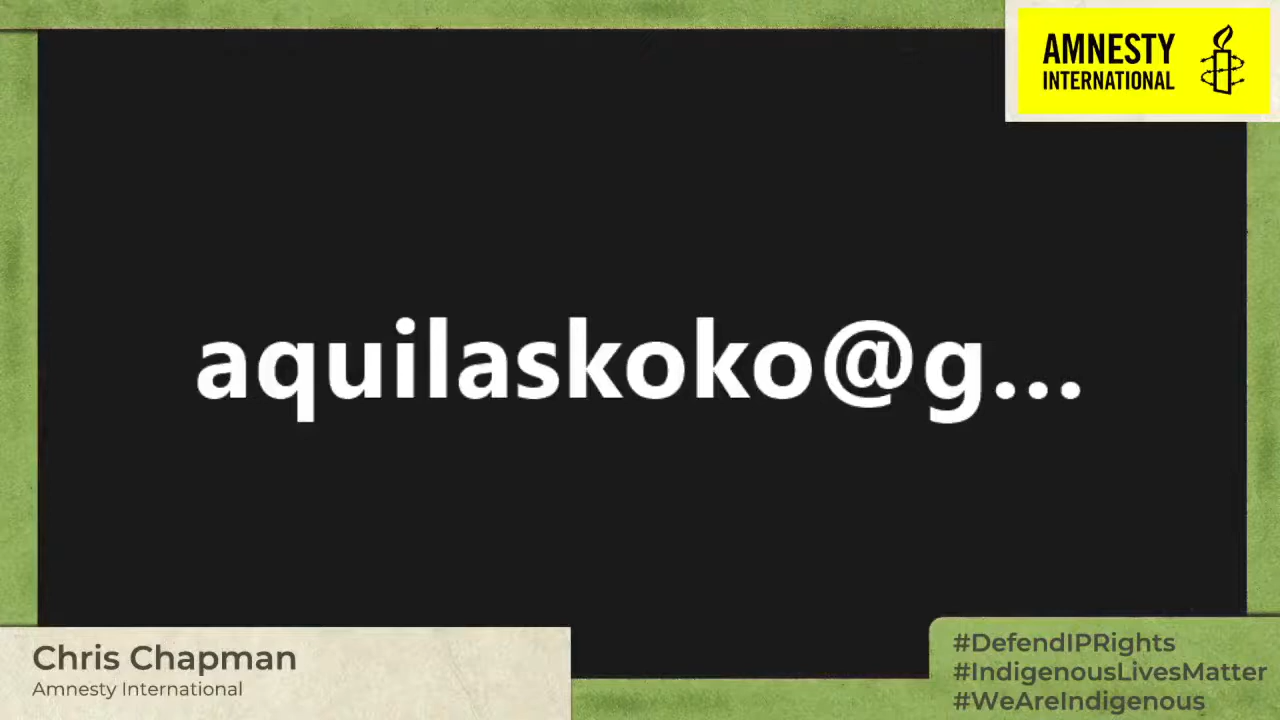 AMNESTY
INTERNATIONAL
aquilaskoko@g...
Chris Chapman
Amnesty International
#DefendIPRights
#IndigenousLivesMatter
#WeAreIndigenous